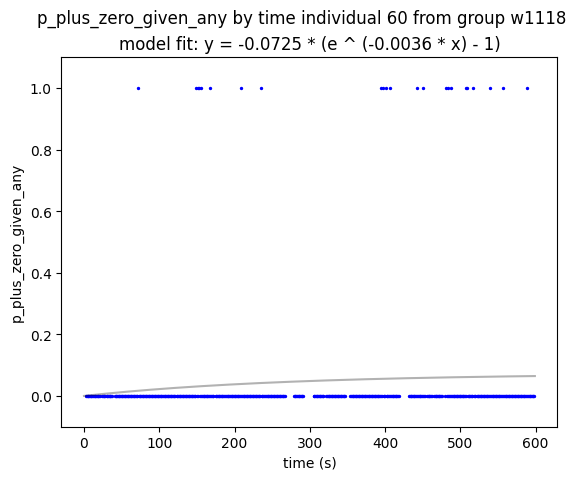 p_plus_zero_given_any by time individual 60 from group w1118
model fit: y = -0.0725 * (e ^ (-0.0036 * x) - 1)
p_plus_zero_given_any
1.0
0.8
0.6
0.4
0.2
0.0
0 100 200 300 400 500 600
time (s)